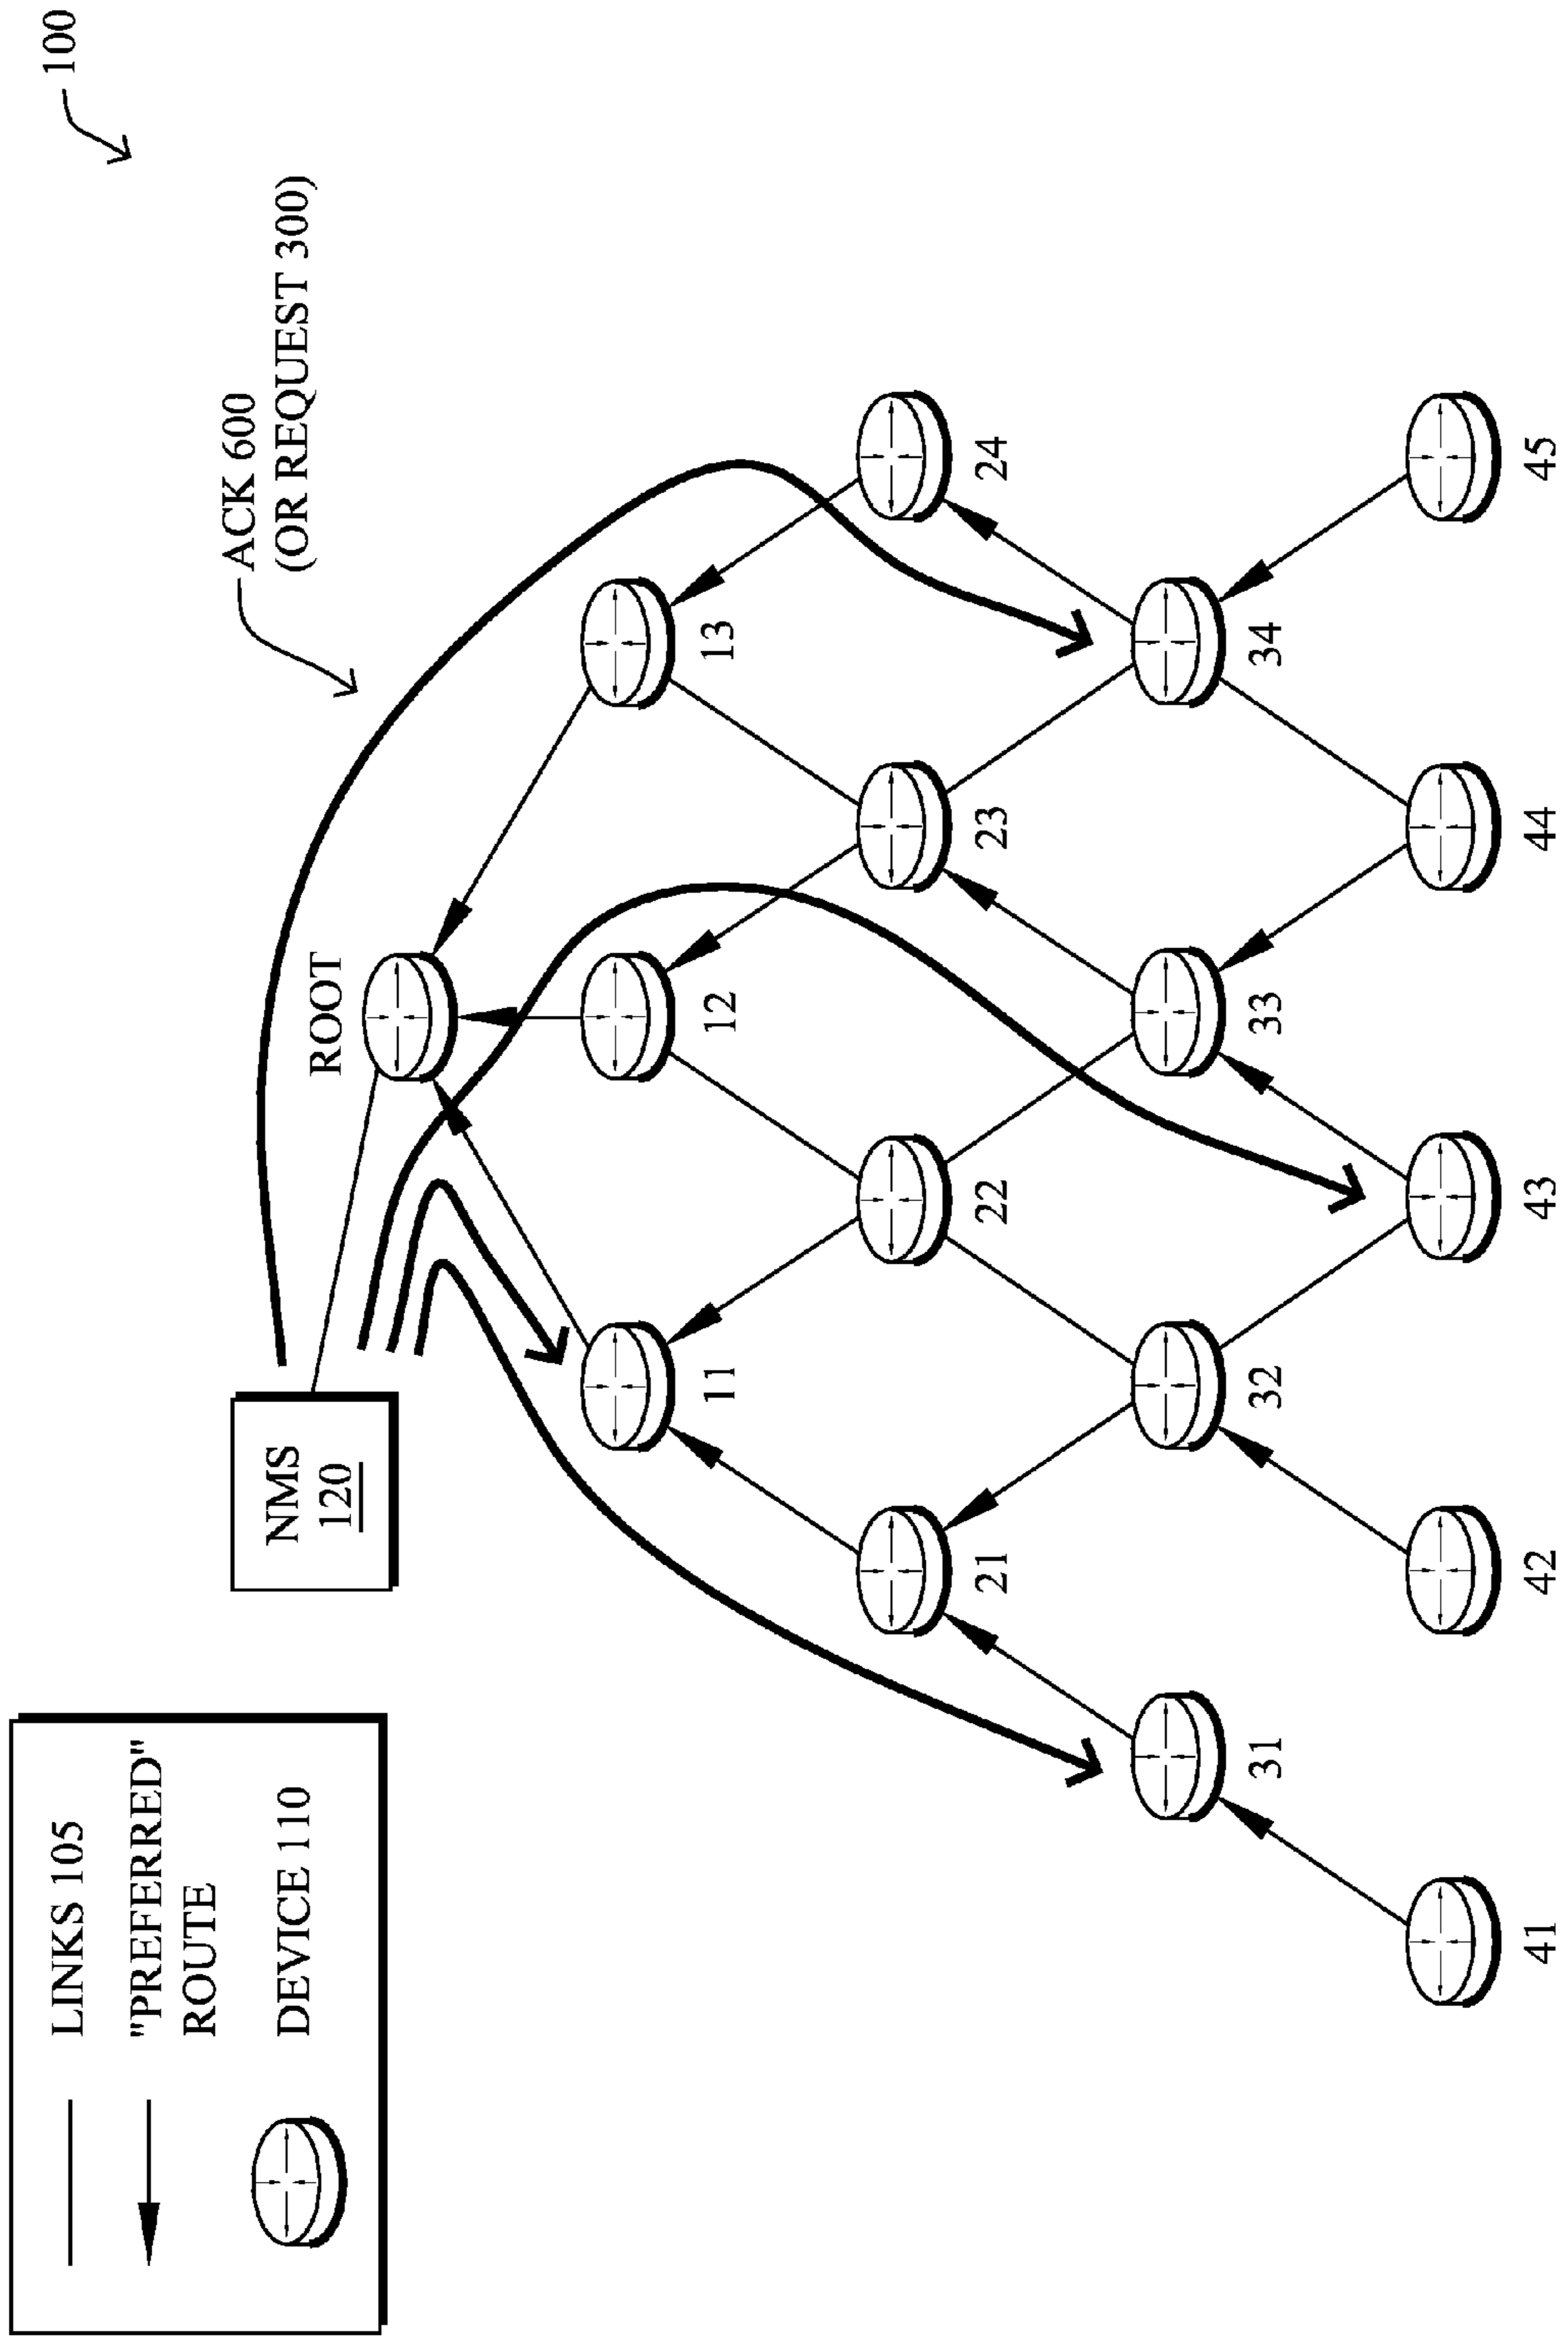 100
LINKS 105
"PREFERRED"
ROUTE
DEVICE 110
NMS
120
ROOT
ACK 600
(OR REQUEST 300)
11
12
13
21
22
23
24
31
32
33
34
41
42
43
44
45